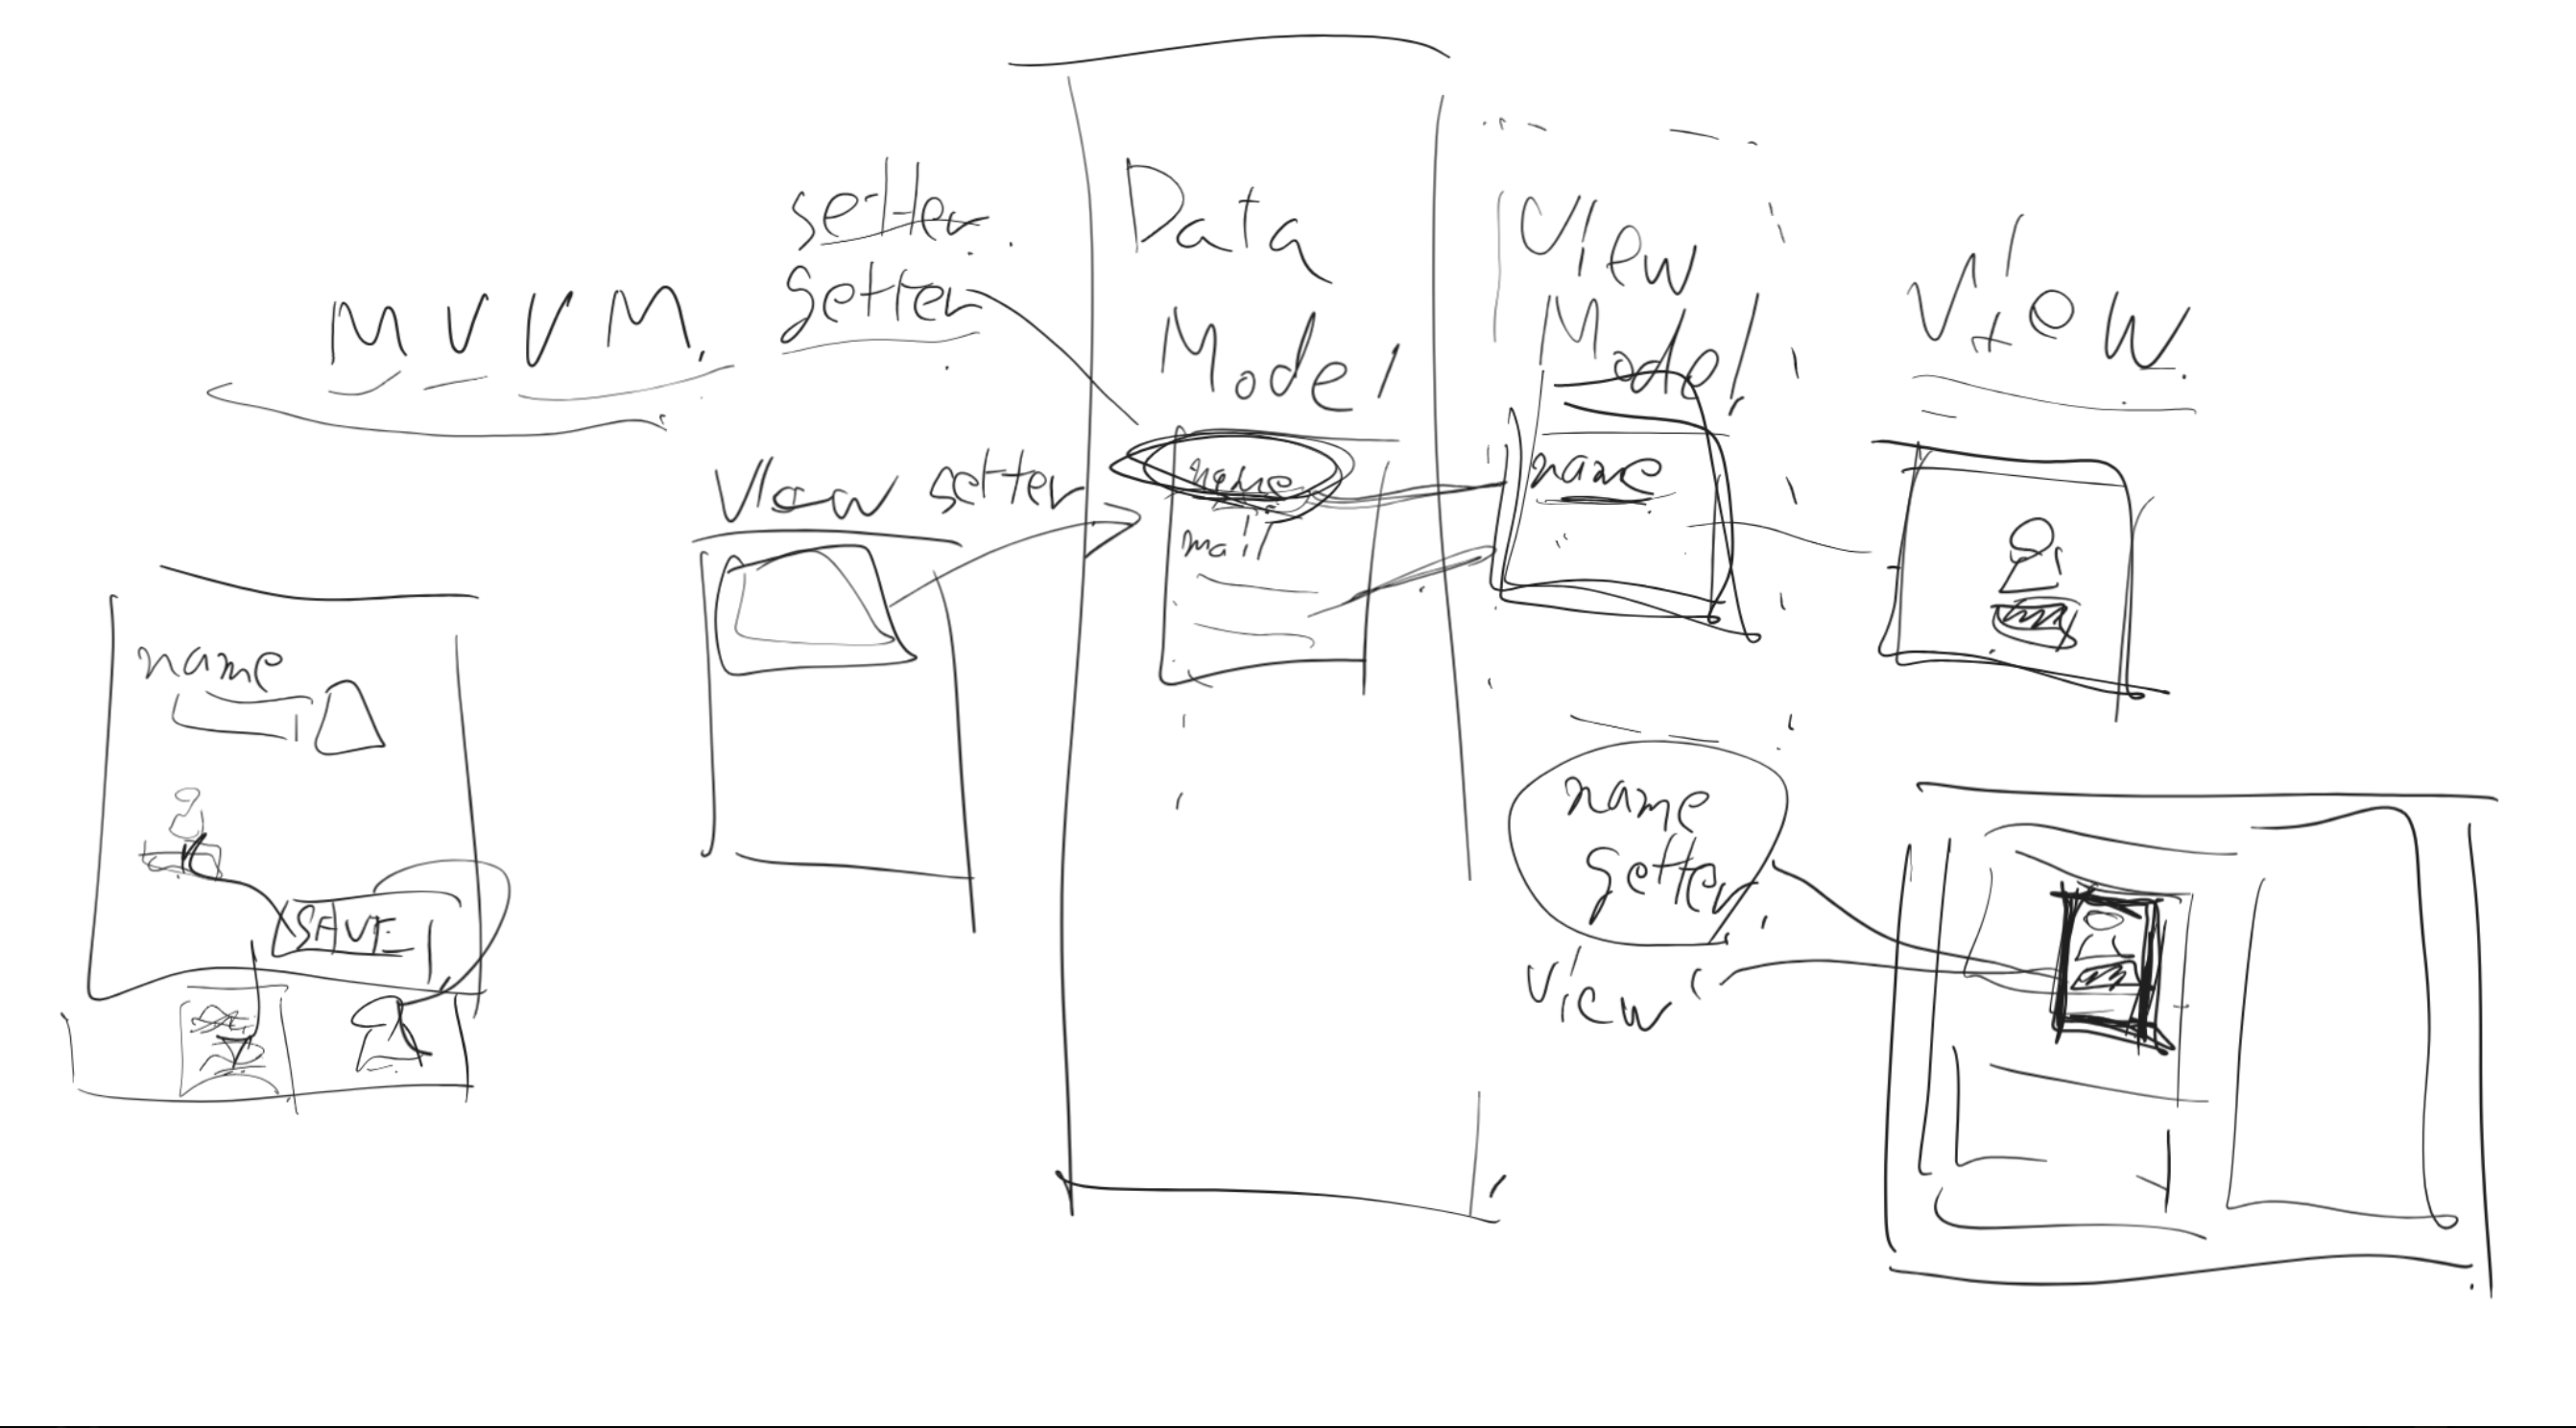 MVVM.
setter.
getter
Data
Model
View
Model
View.
View setter
name
mail
name
name
SAVE
name
getter
view